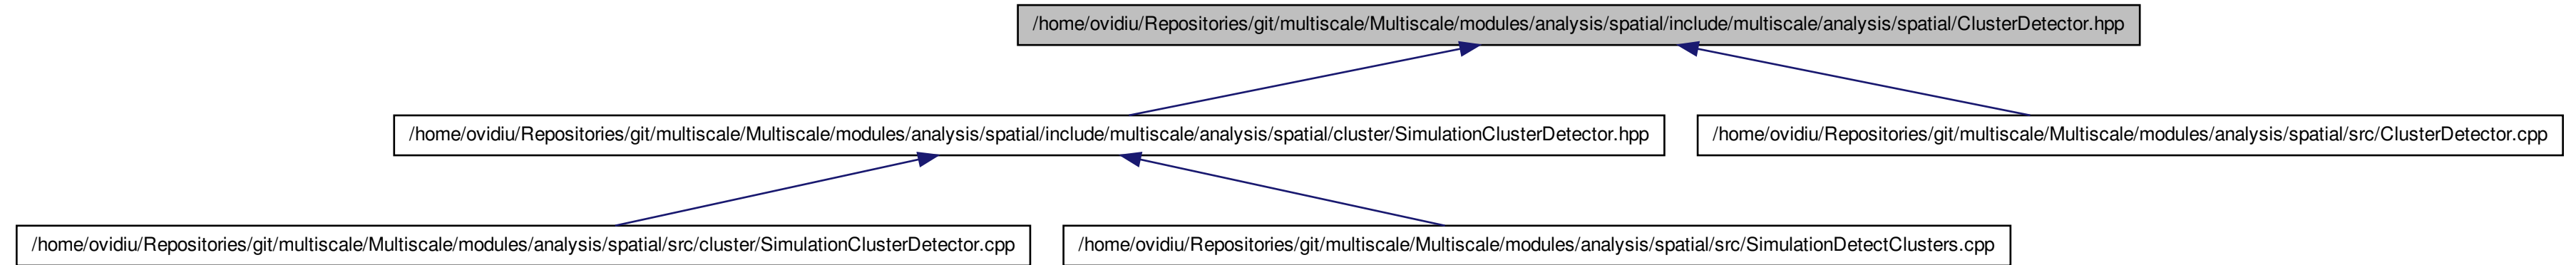 /home/ovidiu/Repositories/git/multiscale/Multiscale/modules/analysis/spatial/include/multiscale/analysis/spatial/ClusterDetector.hpp
/home/ovidiu/Repositories/git/multiscale/Multiscale/modules/analysis/spatial/include/multiscale/analysis/spatial/cluster/SimulationClusterDetector.hpp
/home/ovidiu/Repositories/git/multiscale/Multiscale/modules/analysis/spatial/src/ClusterDetector.cpp
/home/ovidiu/Repositories/git/multiscale/Multiscale/modules/analysis/spatial/src/cluster/SimulationClusterDetector.cpp
/home/ovidiu/Repositories/git/multiscale/Multiscale/modules/analysis/spatial/src/SimulationDetectClusters.cpp